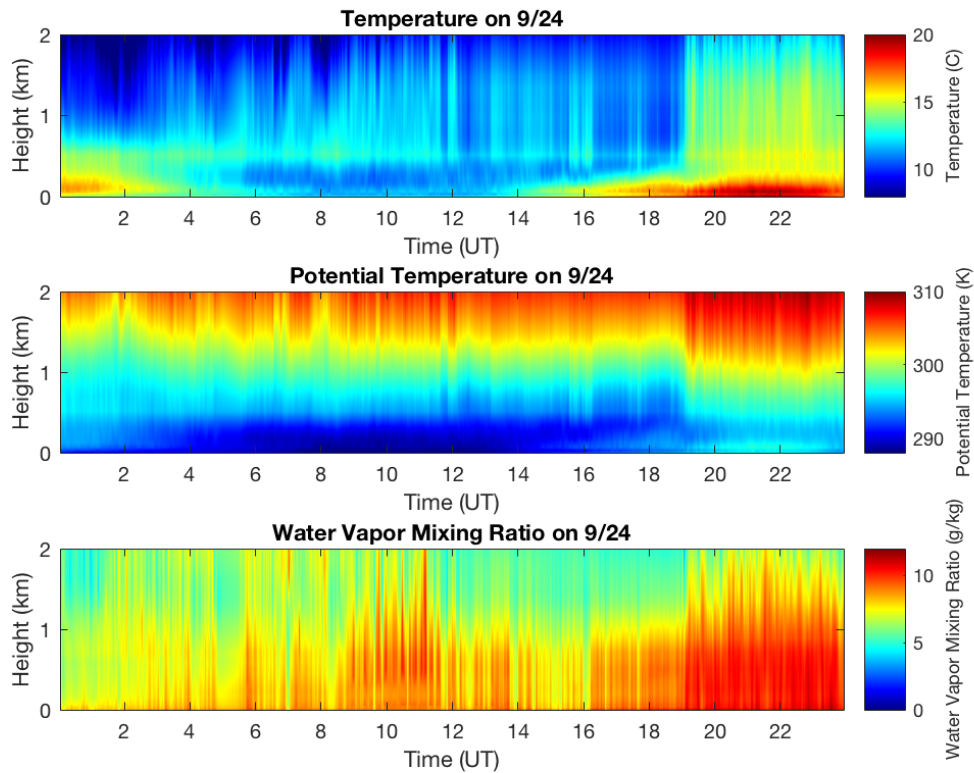 Temperature on 9/24
Height (km)
2
1
0
2 4 6 8 10 12 14 16 18 20 22
Time (UT)
20
15
10
Temperature (C)
Potential Temperature on 9/24
Height (km)
2
1
0
2 4 6 8 10 12 14 16 18 20 22
Time (UT)
310
300
290
Potential Temperature (K)
Water Vapor Mixing Ratio on 9/24
Height (km)
2
1
0
2 4 6 8 10 12 14 16 18 20 22
Time (UT)
10
5
0
Water Vapor Mixing Ratio (g/kg)